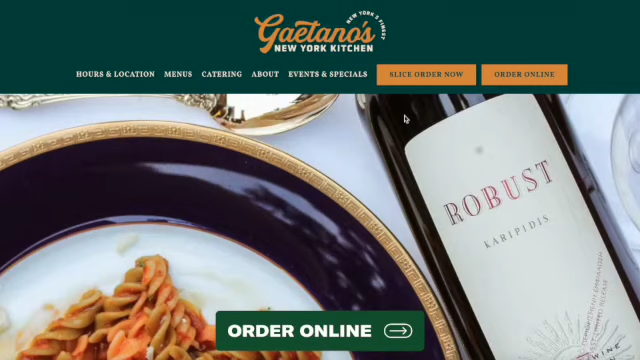 NEW YORK'S FINEST
Gaetano's
NEW YORK KITCHEN
HOURS & LOCATION MENUS CATERING ABOUT EVENTS & SPECIALS SLICE ORDER NOW ORDER ONLINE
ROBUST
KARIPIDIS
ORDER ONLINE